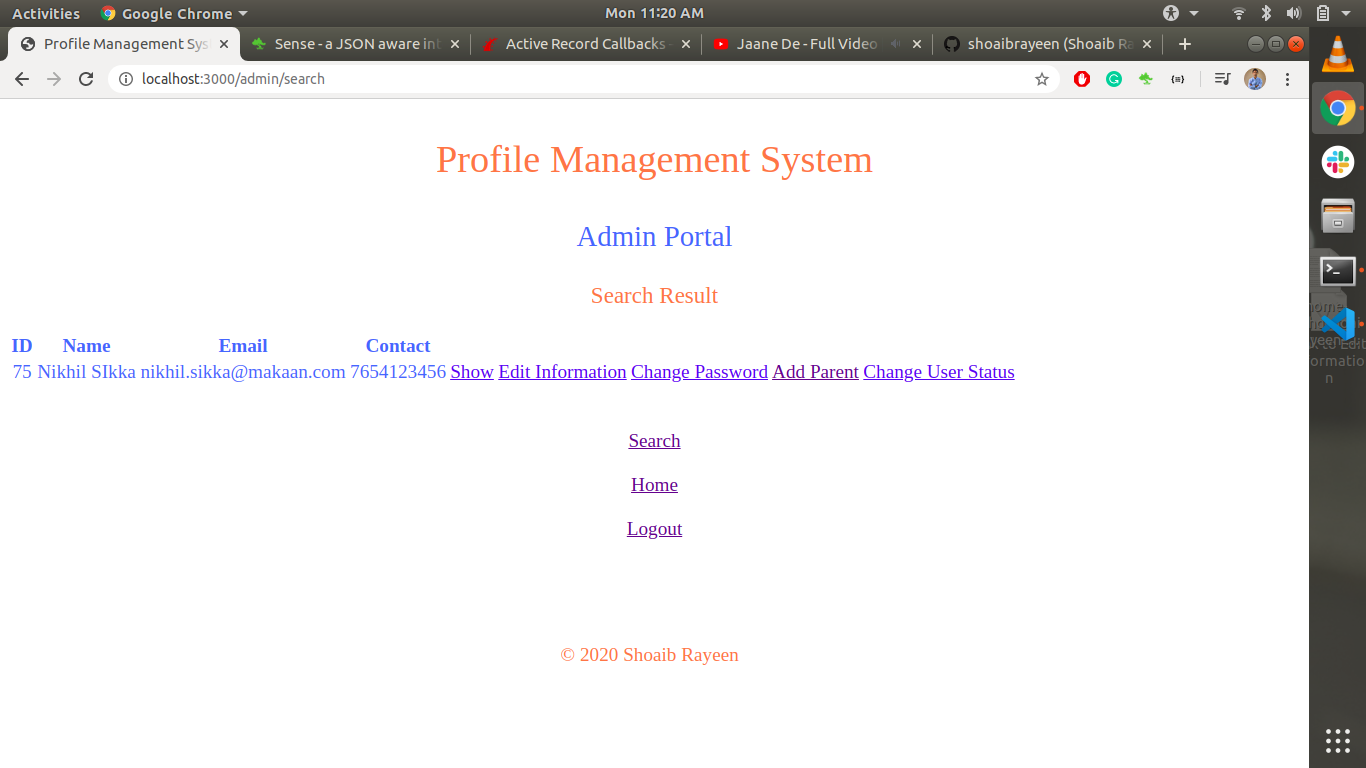 Activities Google Chrome Mon 11:20 AM
Profile Management Sys Sense - a JSON aware int Active Record Callbacks - Jaane De - Full Video shoaibrayeen (Shoaib Ra
localhost:3000/admin/search
Profile Management System
Admin Portal
Search Result
ID Name Email Contact
75 Nikhil SIkka nikhil.sikka@makaan.com 7654123456 Show Edit Information Change Password Add Parent Change User Status
Search
Home
Logout
© 2020 Shoaib Rayeen